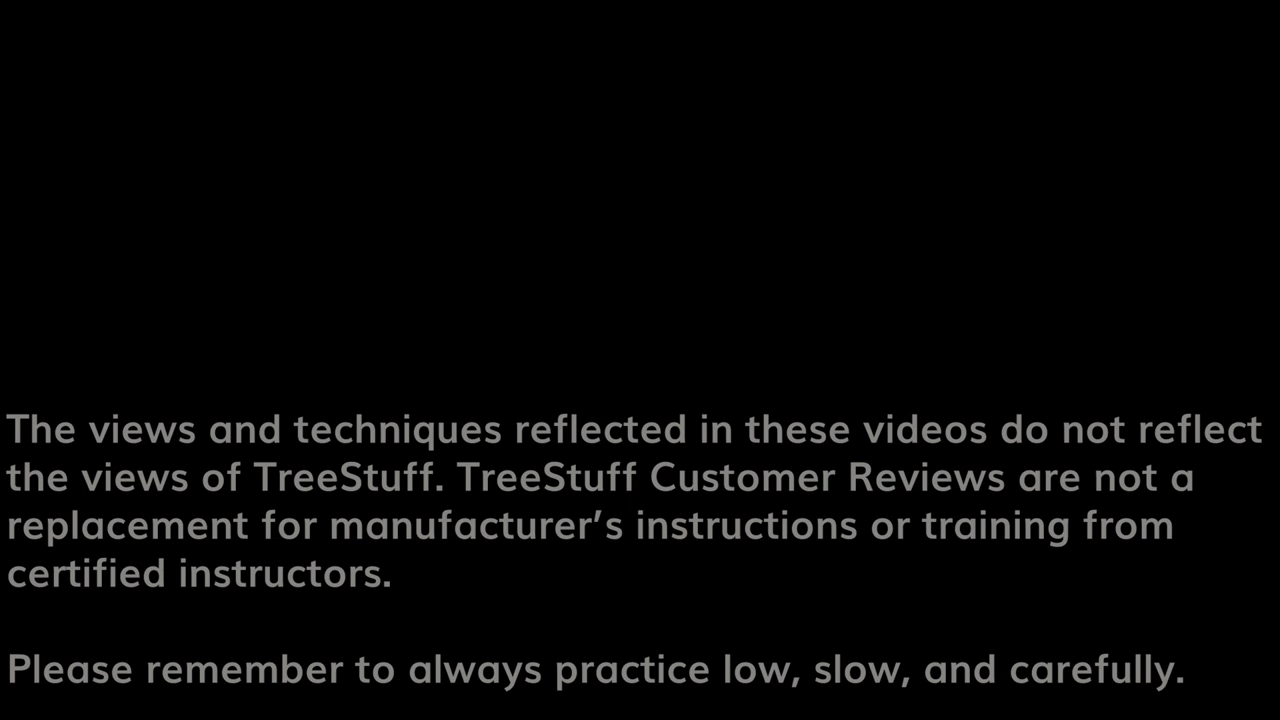 The views and techniques reflected in these videos do not reflect
the views of TreeStuff. TreeStuff Customer Reviews are not a
replacement for manufacturer’s instructions or training from
certified instructors.
Please remember to always practice low, slow, and carefully.